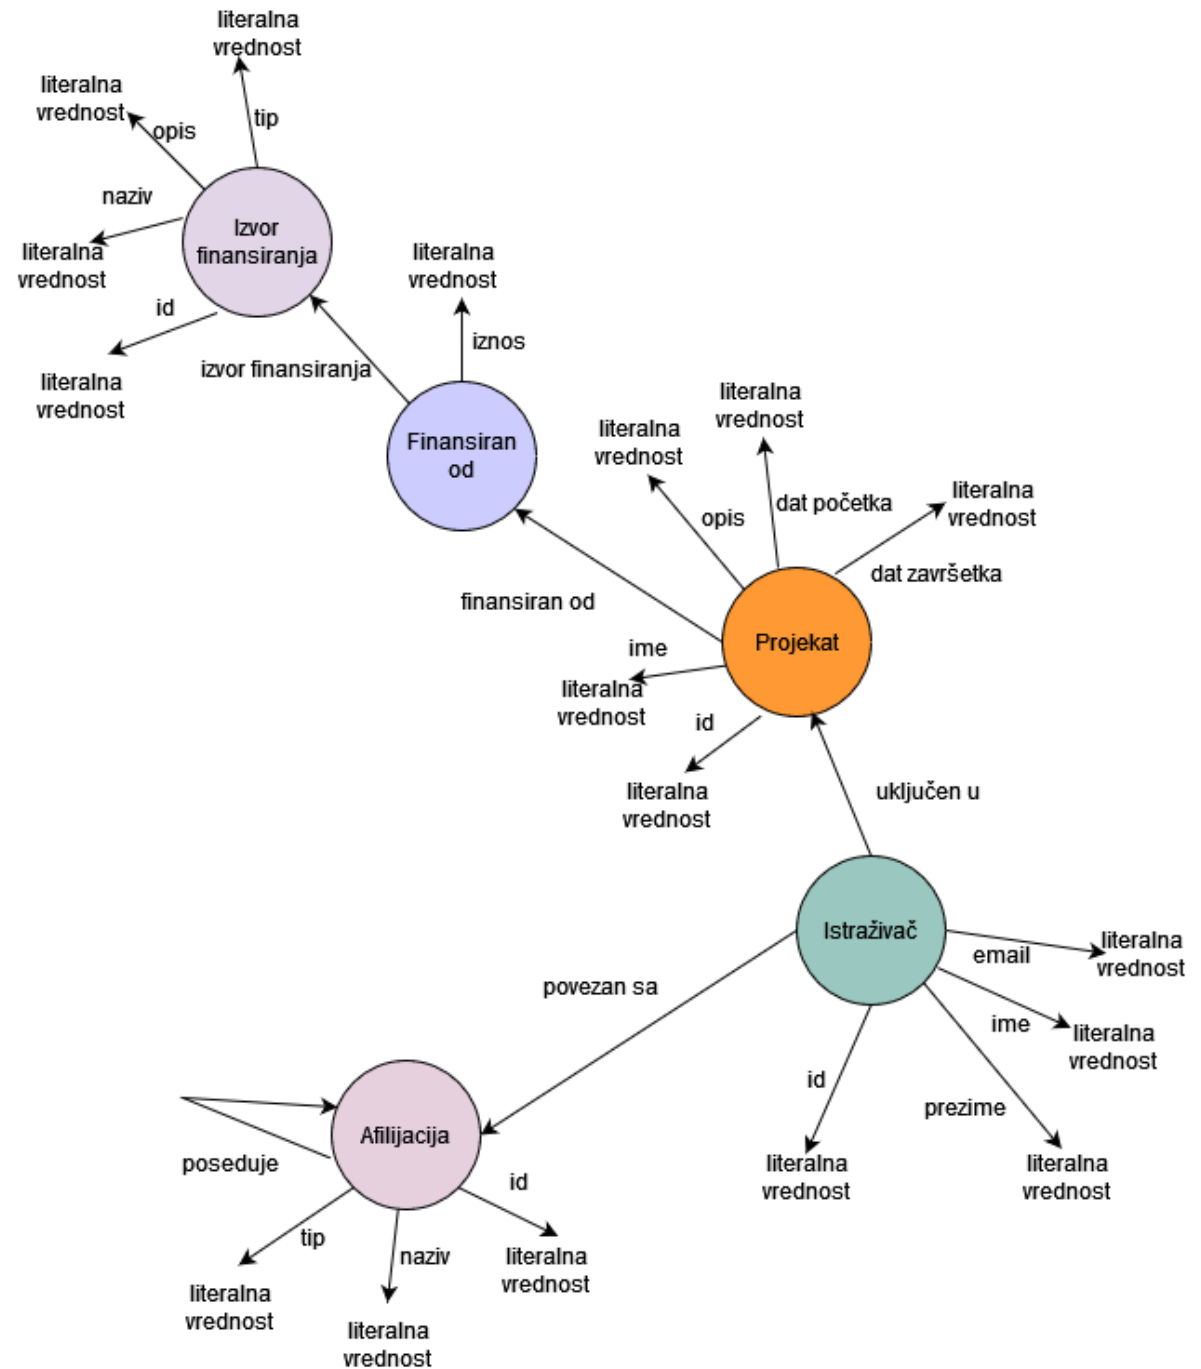 literalna
vrednost
literalna
vrednost
tip
opis
naziv
Izvor
finansiranja
literalna
vrednost
literalna
vrednost
id
iznos
izvor finansiranja
literalna
vrednost
literalna
vrednost
literalna
vrednost
Finansiran
od
literalna
vrednost
dat početka
opis
dat završetka
finansiran od
ime
Projekat
literalna
vrednost
id
literalna
vrednost
uključen u
Istraživač
literalna
vrednost
email
povezan sa
ime
literalna
vrednost
id
prezime
Afilijacija
poseduje
literalna
vrednost
literalna
vrednost
id
tip
naziv
literalna
vrednost
literalna
vrednost
literalna
vrednost